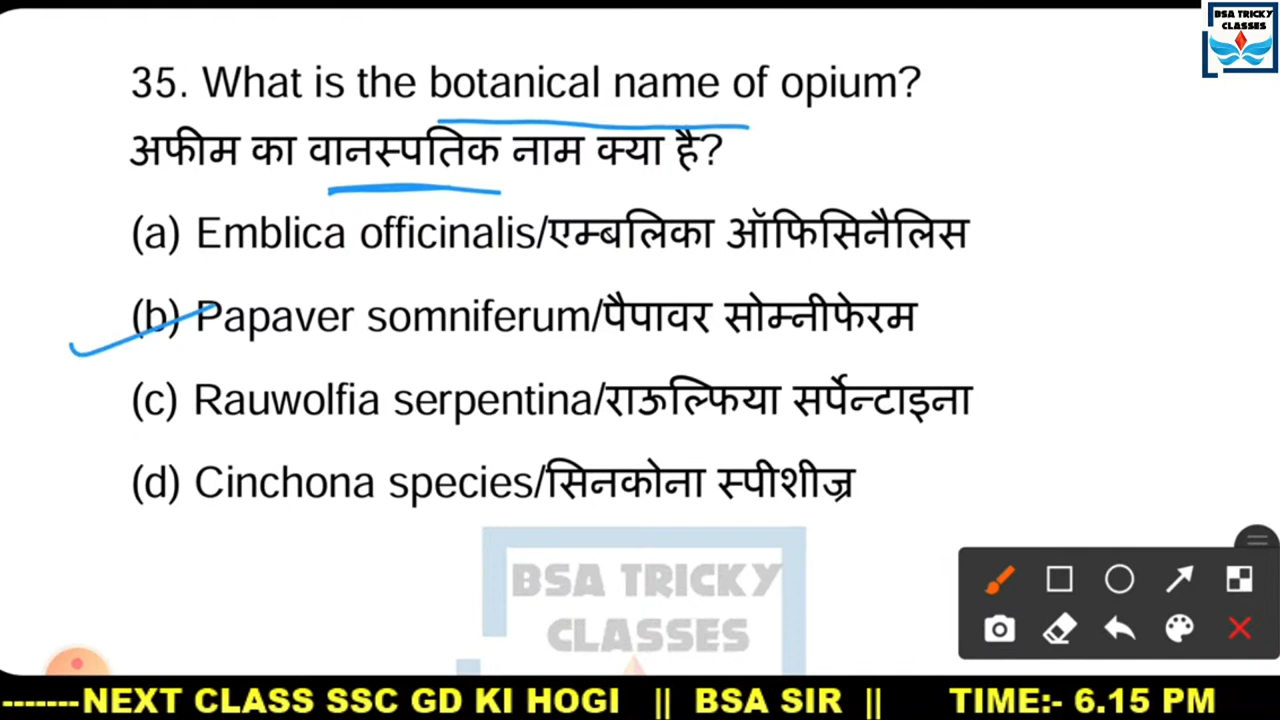 BSA TRICKY
CLASSES
35. What is the botanical name of opium?
अफीम का वानस्पतिक नाम क्या है?
(a) Emblica officinalis/एम्बलिका ऑफिसिनैलिस
(b) Papaver somniferum/पैपावर सोम्नीफेरम
(c) Rauwolfia serpentina/राऊल्फिया सर्पेन्टाइना
(d) Cinchona species/सिनकोना स्पीशीज़्र
BSA TRICKY
CLASSES
-------NEXT CLASS SSC GD KI HOGI || BSA SIR || TIME:- 6.15 PM